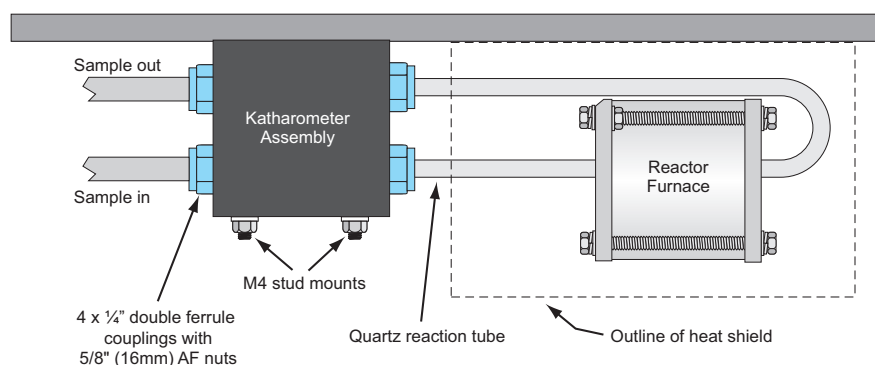 Sample out
Katharometer
Assembly
Reactor
Furnace
Sample in
M4 stud mounts
4 x ¼” double ferrule
couplings with
5/8" (16mm) AF nuts
Quartz reaction tube
Outline of heat shield